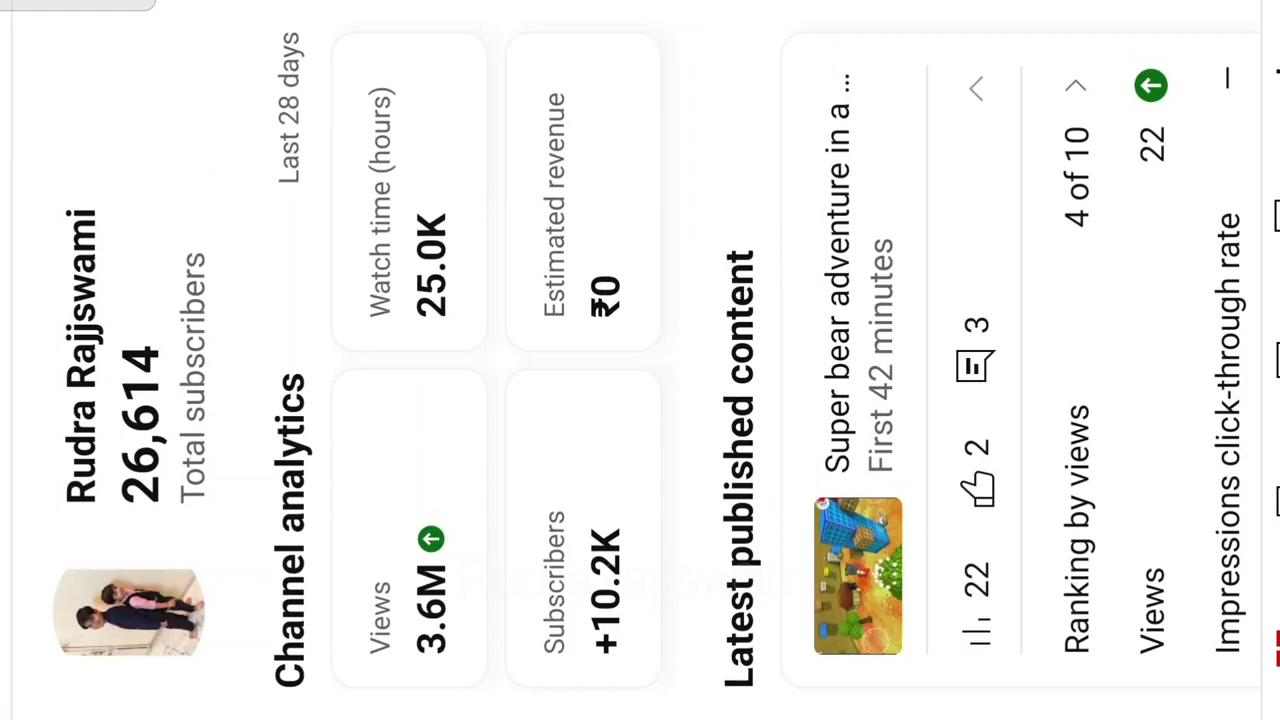 Rudra Rajjswami
26,614
Total subscribers
Channel analytics
Last 28 days
Views
3.6M
Watch time (hours)
25.0K
Subscribers
+10.2K
Estimated revenue
₹0
Latest published content
Super bear adventure in a ...
First 42 minutes
22 2 3
Ranking by views 4 of 10
Views 22
Impressions click-through rate –